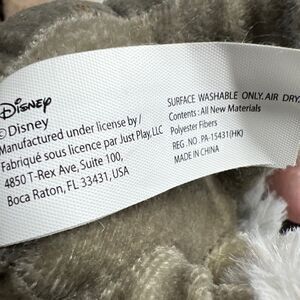 Disney
© Disney
Manufactured under license by /
Fabriqué sous licence par Just Play, LLC
4850 T-Rex Ave, Suite 100,
Boca Raton, FL 33431, USA
SURFACE WASHABLE ONLY. AIR DRY.
Contents: All New Materials
Polyester Fibers
REG. NO. PA-15431(HK)
MADE IN CHINA